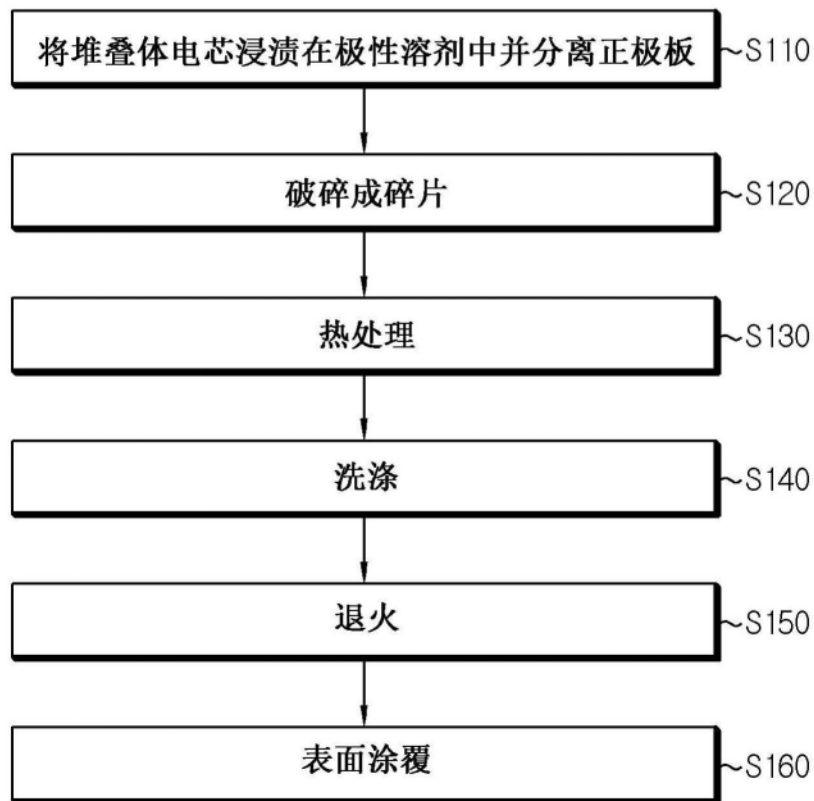 将堆叠体电芯浸渍在极性溶剂中并分离正极板 ~S110
破碎成碎片 ~S120
热处理 ~S130
洗涤 ~S140
退火 ~S150
表面涂覆 ~S160